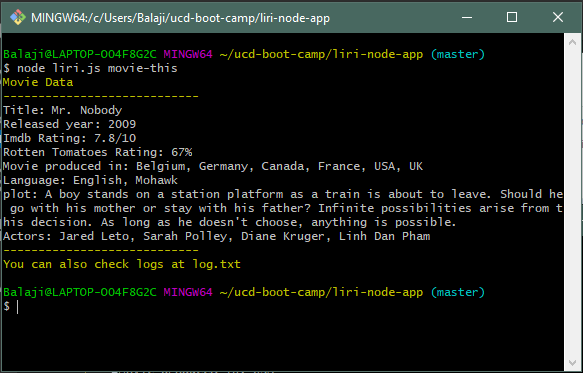 MINGW64:/c/Users/Balaji/ucd-boot-camp/liri-node-app
Balaji@LAPTOP-OO4F8G2C MINGW64 ~/ucd-boot-camp/liri-node-app (master)
$ node liri.js movie-this
Movie Data
----------------------------
Title: Mr. Nobody
Released year: 2009
Imdb Rating: 7.8/10
Rotten Tomatoes Rating: 67%
Movie produced in: Belgium, Germany, Canada, France, USA, UK
Language: English, Mohawk
plot: A boy stands on a station platform as a train is about to leave. Should he
 go with his mother or stay with his father? Infinite possibilities arise from t
his decision. As long as he doesn't choose, anything is possible.
Actors: Jared Leto, Sarah Polley, Diane Kruger, Linh Dan Pham
----------------------------
You can also check logs at log.txt
Balaji@LAPTOP-OO4F8G2C MINGW64 ~/ucd-boot-camp/liri-node-app (master)
$